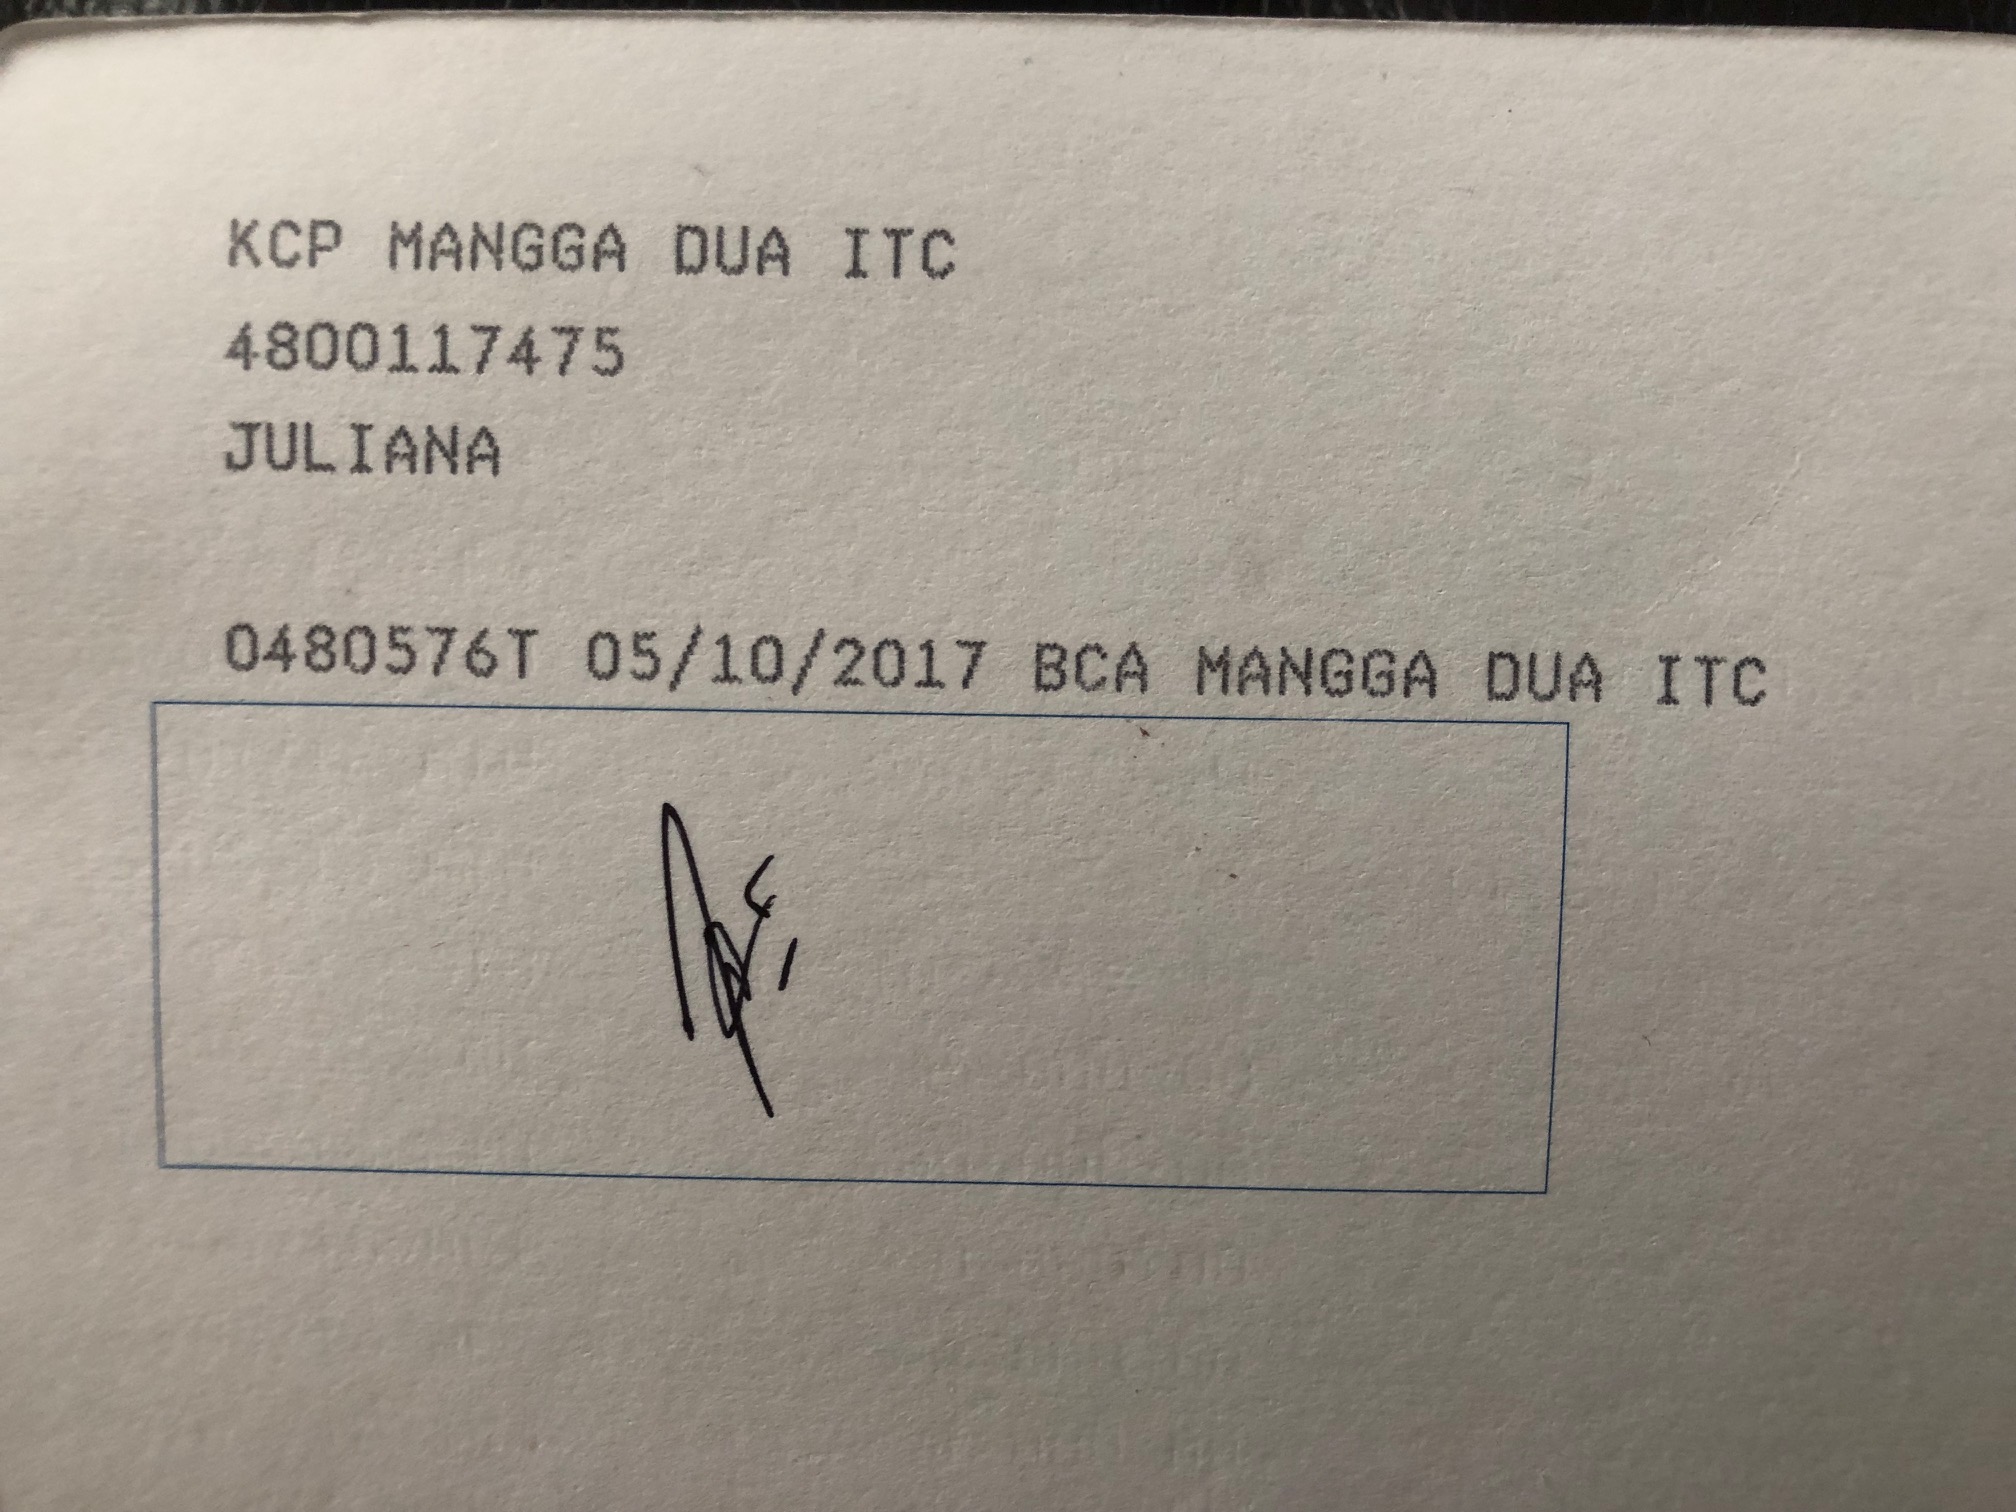 KCP MANGGA DUA ITC
4800117475
JULIANA
0480576T 05/10/2017 BCA MANGGA DUA ITC